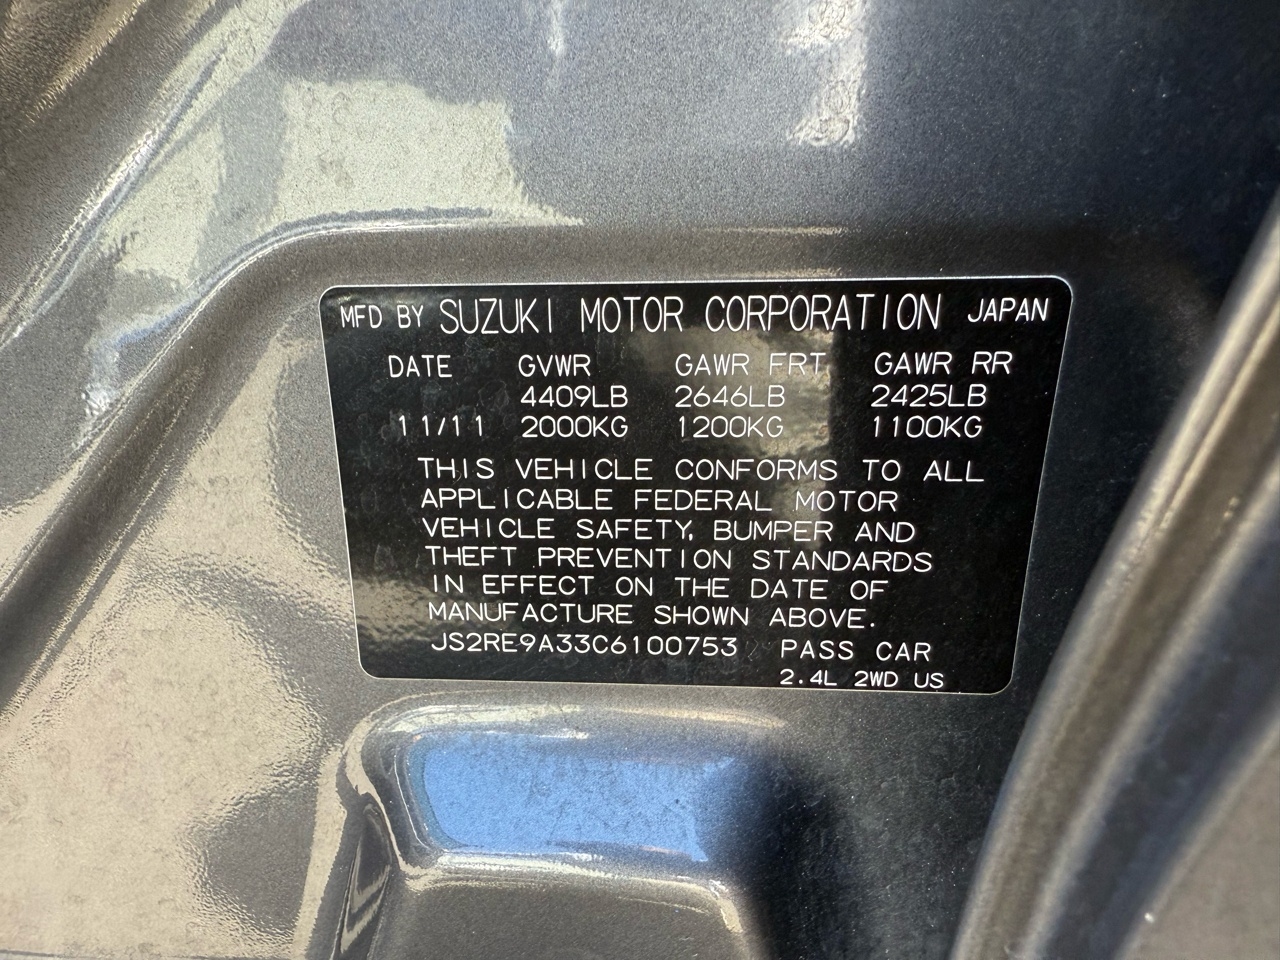 MFD BY SUZUKI MOTOR CORPORATION JAPAN
DATE GVWR GAWR FRT GAWR RR
4409LB 2646LB 2425LB
11/11 2000KG 1200KG 1100KG
THIS VEHICLE CONFORMS TO ALL
APPLICABLE FEDERAL MOTOR
VEHICLE SAFETY, BUMPER AND
THEFT PREVENTION STANDARDS
IN EFFECT ON THE DATE OF
MANUFACTURE SHOWN ABOVE.
JS2RE9A33C6100753 PASS CAR
2.4L 2WD US